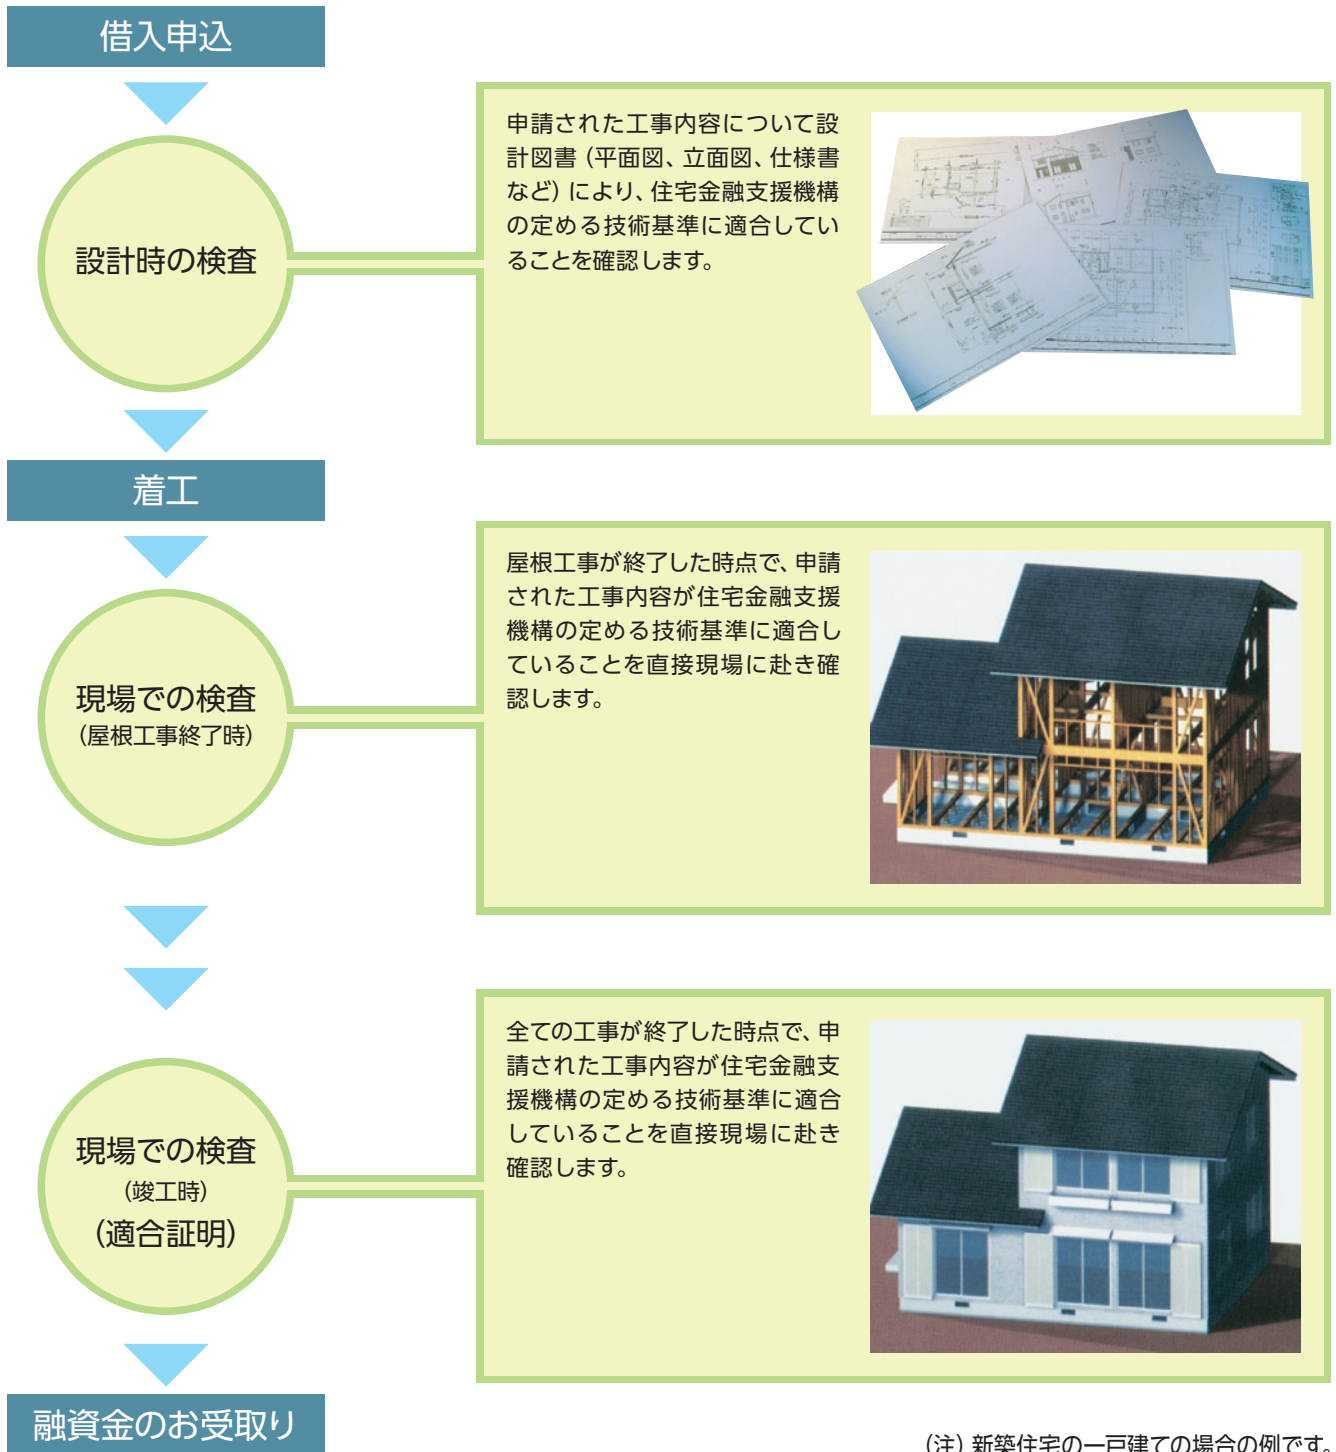 借入申込
設計時の検査
申請された工事内容について設
計図書（平面図、立面図、仕様書
など）により、住宅金融支援機構
の定める技術基準に適合してい
ることを確認します。
着工
現場での検査
（屋根工事終了時）
屋根工事が終了した時点で、申請
された工事内容が住宅金融支援
機構の定める技術基準に適合し
ていることを直接現場に赴き確
認します。
現場での検査
（竣工時）
（適合証明）
全ての工事が終了した時点で、申
請された工事内容が住宅金融支
援機構の定める技術基準に適合
していることを直接現場に赴き
確認します。
融資金のお受取り
（注）新築住宅の一戸建ての場合の例です。